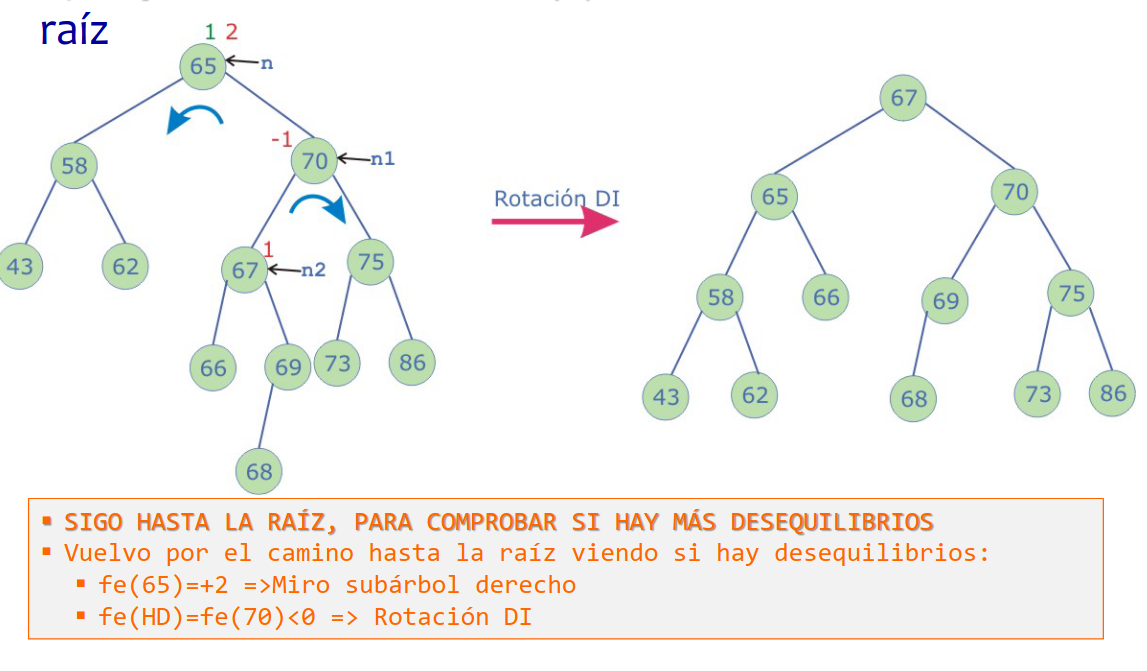 raíz
1 2
65 n
-1
58 70 n1
Rotación DI
43 62 1 67 n2 75
66 69 73 86
68
67
65 70
58 66 69 75
43 62 68 73 86
▪ SIGO HASTA LA RAÍZ, PARA COMPROBAR SI HAY MÁS DESEQUILIBRIOS
▪ Vuelvo por el camino hasta la raíz viendo si hay desequilibrios:
▪ fe(65)=+2 =>Miro subárbol derecho
▪ fe(HD)=fe(70)<0 => Rotación DI